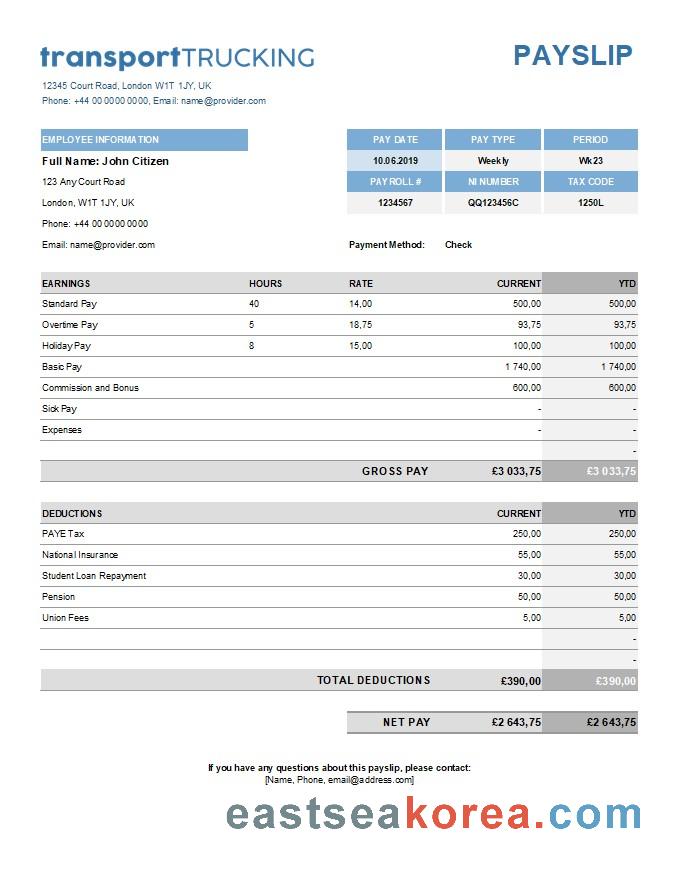 transportTRUCKING
PAYSLIP
12345 Court Road, London W1T 1JY, UK
Phone: +44 00 0000 0000, Email: name@provider.com
EMPLOYEE INFORMATION PAY DATE PAY TYPE PERIOD
Full Name: John Citizen 10.06.2019 Weekly Wk23
123 Any Court Road PAYROLL # NI NUMBER TAX CODE
London, W1T 1JY, UK 1234567 QQ123456C 1250L
Phone: +44 00 0000 0000
Email: name@provider.com Payment Method: Check
EARNINGS HOURS RATE CURRENT YTD
Standard Pay 40 14,00 500,00 500,00
Overtime Pay 5 18,75 93,75 93,75
Holiday Pay 8 15,00 100,00 100,00
Basic Pay 1 740,00 1 740,00
Commission and Bonus 600,00 600,00
Sick Pay - -
Expenses - -
-
GROSS PAY £3 033,75 £3 033,75
DEDUCTIONS CURRENT YTD
PAYE Tax 250,00 250,00
National Insurance 55,00 55,00
Student Loan Repayment 30,00 30,00
Pension 50,00 50,00
Union Fees 5,00 5,00
-
-
TOTAL DEDUCTIONS £390,00 £390,00
NET PAY £2 643,75 £2 643,75
If you have any questions about this payslip, please contact:
[Name, Phone, email@address.com]
eastseakorea.com